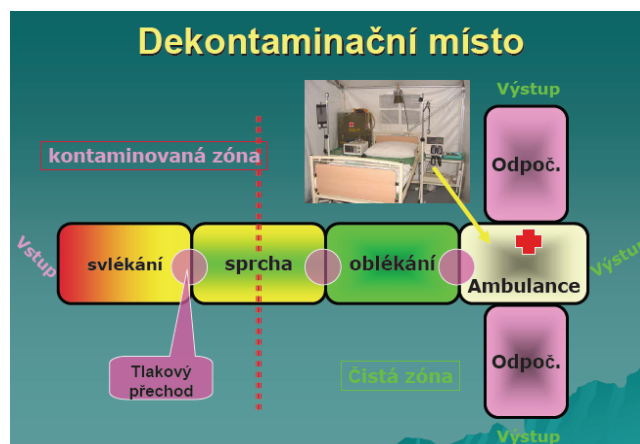 Dekontaminační místo
Výstup
kontaminovaná zóna
Odpoč.
Vstup
svlékání
sprcha
oblékání
Ambulance
Výstup
Tlakový
přechod
Čistá zóna
Odpoč.
Výstup